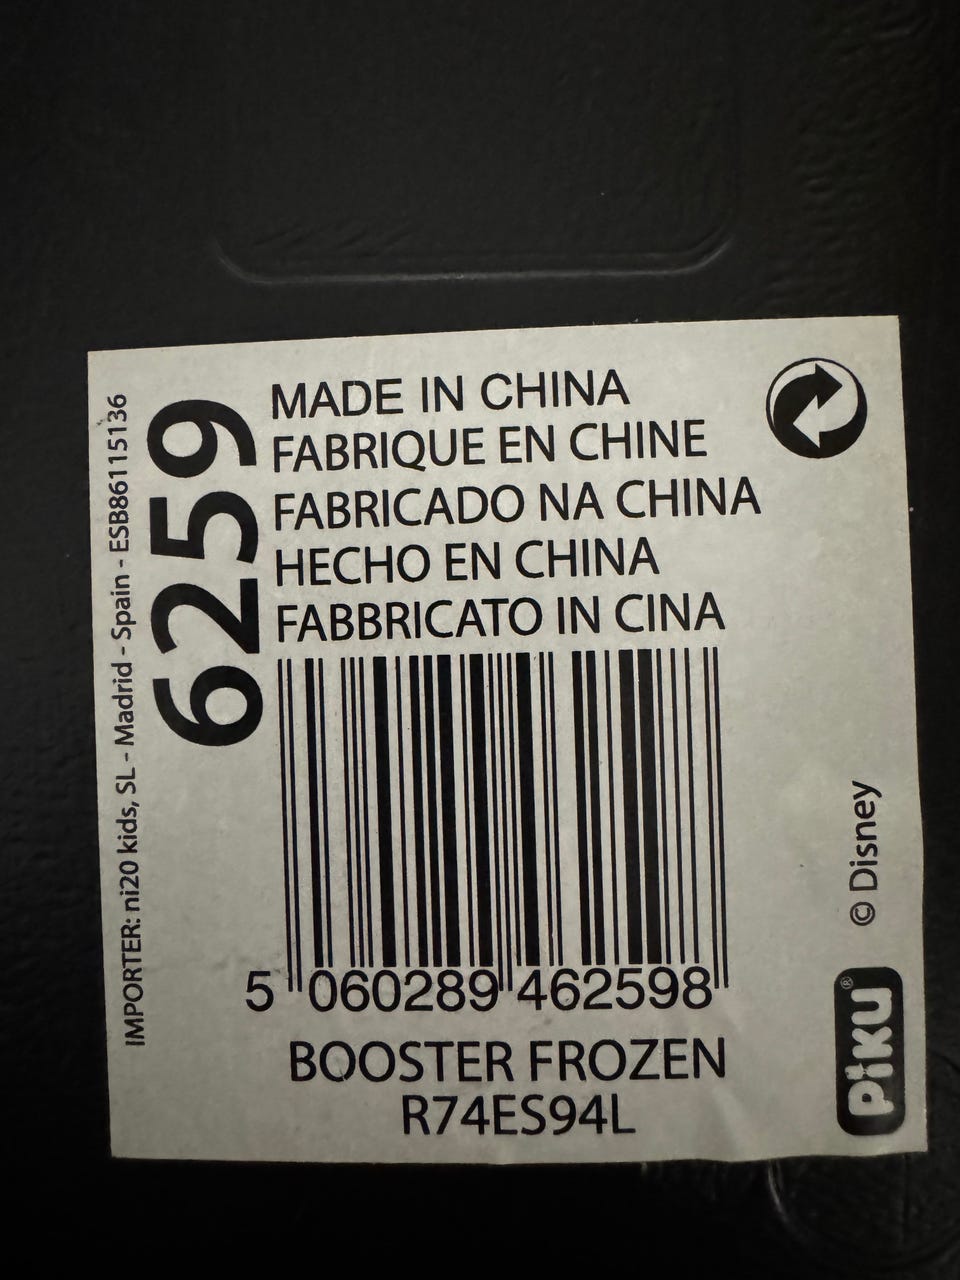 MADE IN CHINA
FABRIQUE EN CHINE
FABRICADO NA CHINA
HECHO EN CHINA
FABBRICATO IN CINA
6259
IMPORTER: ni20 kids, SL - Madrid - Spain - ESB86115136
5 060289 462598
BOOSTER FROZEN
R74ES94L
© Disney
PiKU®